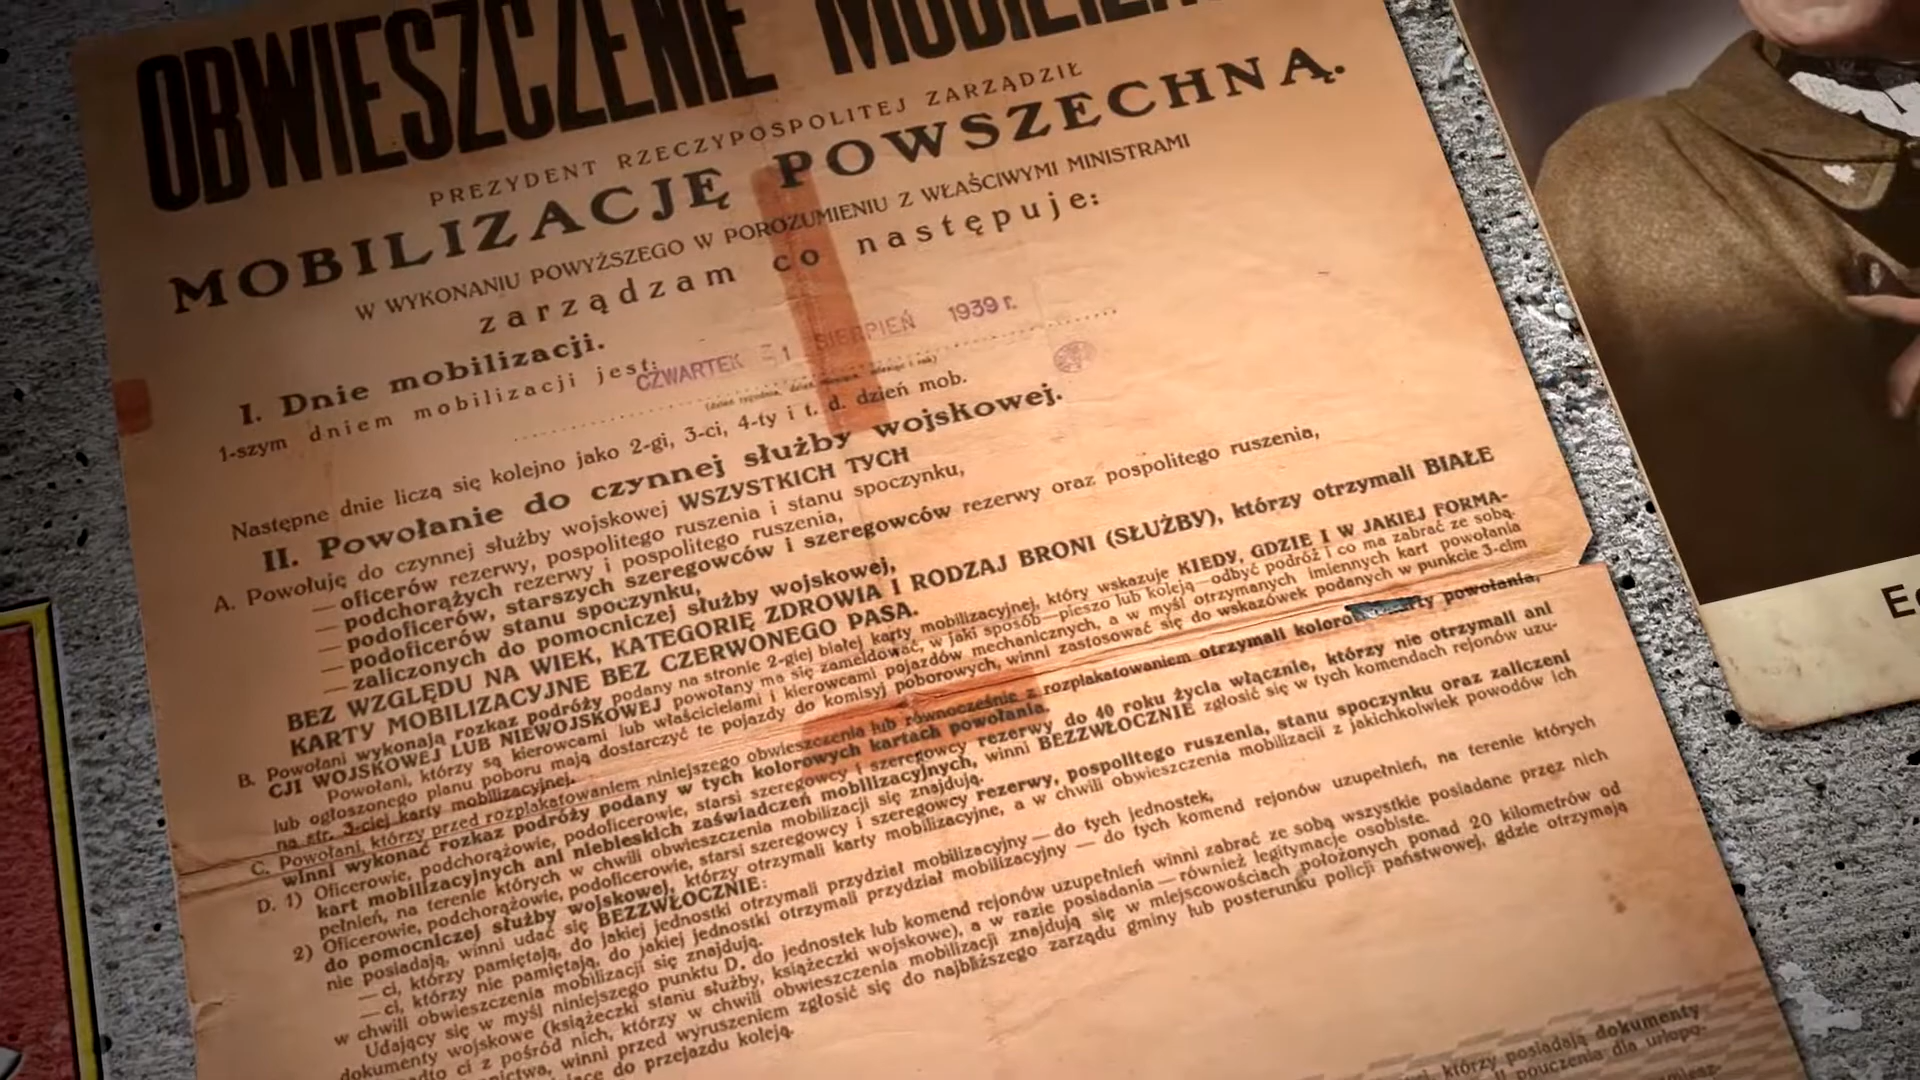 OBWIESZCZENIE
PREZYDENT RZECZYPOSPOLITEJ ZARZĄDZIŁ
MOBILIZACJĘ POWSZECHNĄ.
W WYKONANIU POWYŻSZEGO W POROZUMIENIU Z WŁAŚCIWYMI MINISTRAMI
zarządzam co następuje:
I. Dnie mobilizacji.
1-szym dniem mobilizacji jest: CZWARTEK 31 SIERPIEŃ 1939 r.
Następne dnie liczą się kolejno jako 2-gi, 3-ci, 4-ty i t. d. dzień mob.
II. Powołanie do czynnej służby wojskowej.
A. Powołuję do czynnej służby wojskowej WSZYSTKICH TYCH
— oficerów rezerwy, pospolitego ruszenia i stanu spoczynku,
— podchorążych rezerwy i pospolitego ruszenia,
— podoficerów, starszych szeregowców i szeregowców rezerwy oraz pospolitego ruszenia,
— podoficerów stanu spoczynku,
— zaliczonych do pomocniczej służby wojskowej,
BEZ WZGLĘDU NA WIEK, KATEGORIĘ ZDROWIA I RODZAJ BRONI (SŁUŻBY), którzy otrzymali BIAŁE
KARTY MOBILIZACYJNE BEZ CZERWONEGO PASA.
B. Powołani wykonają rozkaz podróży podany na stronie 2-giej białej karty mobilizacyjnej, który wskazuje KIEDY, GDZIE I W JAKIEJ FORMA-
CJI WOJSKOWEJ LUB NIEWOJSKOWEJ powołany ma się zameldować, w jaki sposób—pieszo lub koleją—odbyć podróż i co ma zabrać ze sobą.
Powołani, którzy są kierowcami lub właścicielami i kierowcami pojazdów mechanicznych, a w myśl otrzymanych imiennych kart powołania
lub ogłoszonego planu poboru mają dostarczyć te pojazdy do komisyj poborowych, winni zastosować się do wskazówek podanych w punkcie 3-cim
na str. 3-ciej karty mobilizacyjnej.
C. Powołani, którzy przed rozplakatowaniem niniejszego obwieszczenia lub równocześnie z rozplakatowaniem otrzymali powołania,
winni wykonać rozkaz podróży podany w tych kolorowych kartach powołania.
D. 1) Oficerowie, podchorążowie, podoficerowie, starsi szeregowcy i szeregowcy rezerwy do 40 roku życia włącznie, którzy nie otrzymali ani
kart mobilizacyjnych ani niebieskich zaświadczeń mobilizacyjnych, winni BEZZWŁOCZNIE zgłosić się w tych komendach rejonów uzu-
pełnień, na terenie których w chwili obwieszczenia mobilizacji się znajdują.
2) Oficerowie, podchorążowie, podoficerowie, starsi szeregowcy i szeregowcy rezerwy, pospolitego ruszenia, stanu spoczynku oraz zaliczeni
do pomocniczej służby wojskowej, którzy otrzymali karty mobilizacyjne, a w chwili obwieszczenia mobilizacji z jakichkolwiek powodów ich
nie posiadają, winni udać się BEZZWŁOCZNIE:
— ci, którzy pamiętają, do jakiej jednostki otrzymali przydział mobilizacyjny — do tych jednostek,
— ci, którzy nie pamiętają, do jakiej jednostki otrzymali przydział mobilizacyjny — do tych komend rejonów uzupełnień, na terenie których
w chwili obwieszczenia mobilizacji się znajdują.
Udający się w myśl niniejszego punktu D. do jednostek lub komend rejonów uzupełnień winni zabrać ze sobą wszystkie posiadane przez nich
dokumenty wojskowe (książeczki stanu służby, książeczki wojskowe), a w razie posiadania — również legitymacje osobiste.
ci z pośród nich, którzy w chwili obwieszczenia mobilizacji znajdują się w miejscowościach położonych ponad 20 kilometrów od
winni przed wyruszeniem zgłosić się do najbliższego zarządu gminy lub posterunku policji państwowej, gdzie otrzymają
do przejazdu koleją.
którzy posiadają dokumenty
pouczenia dla